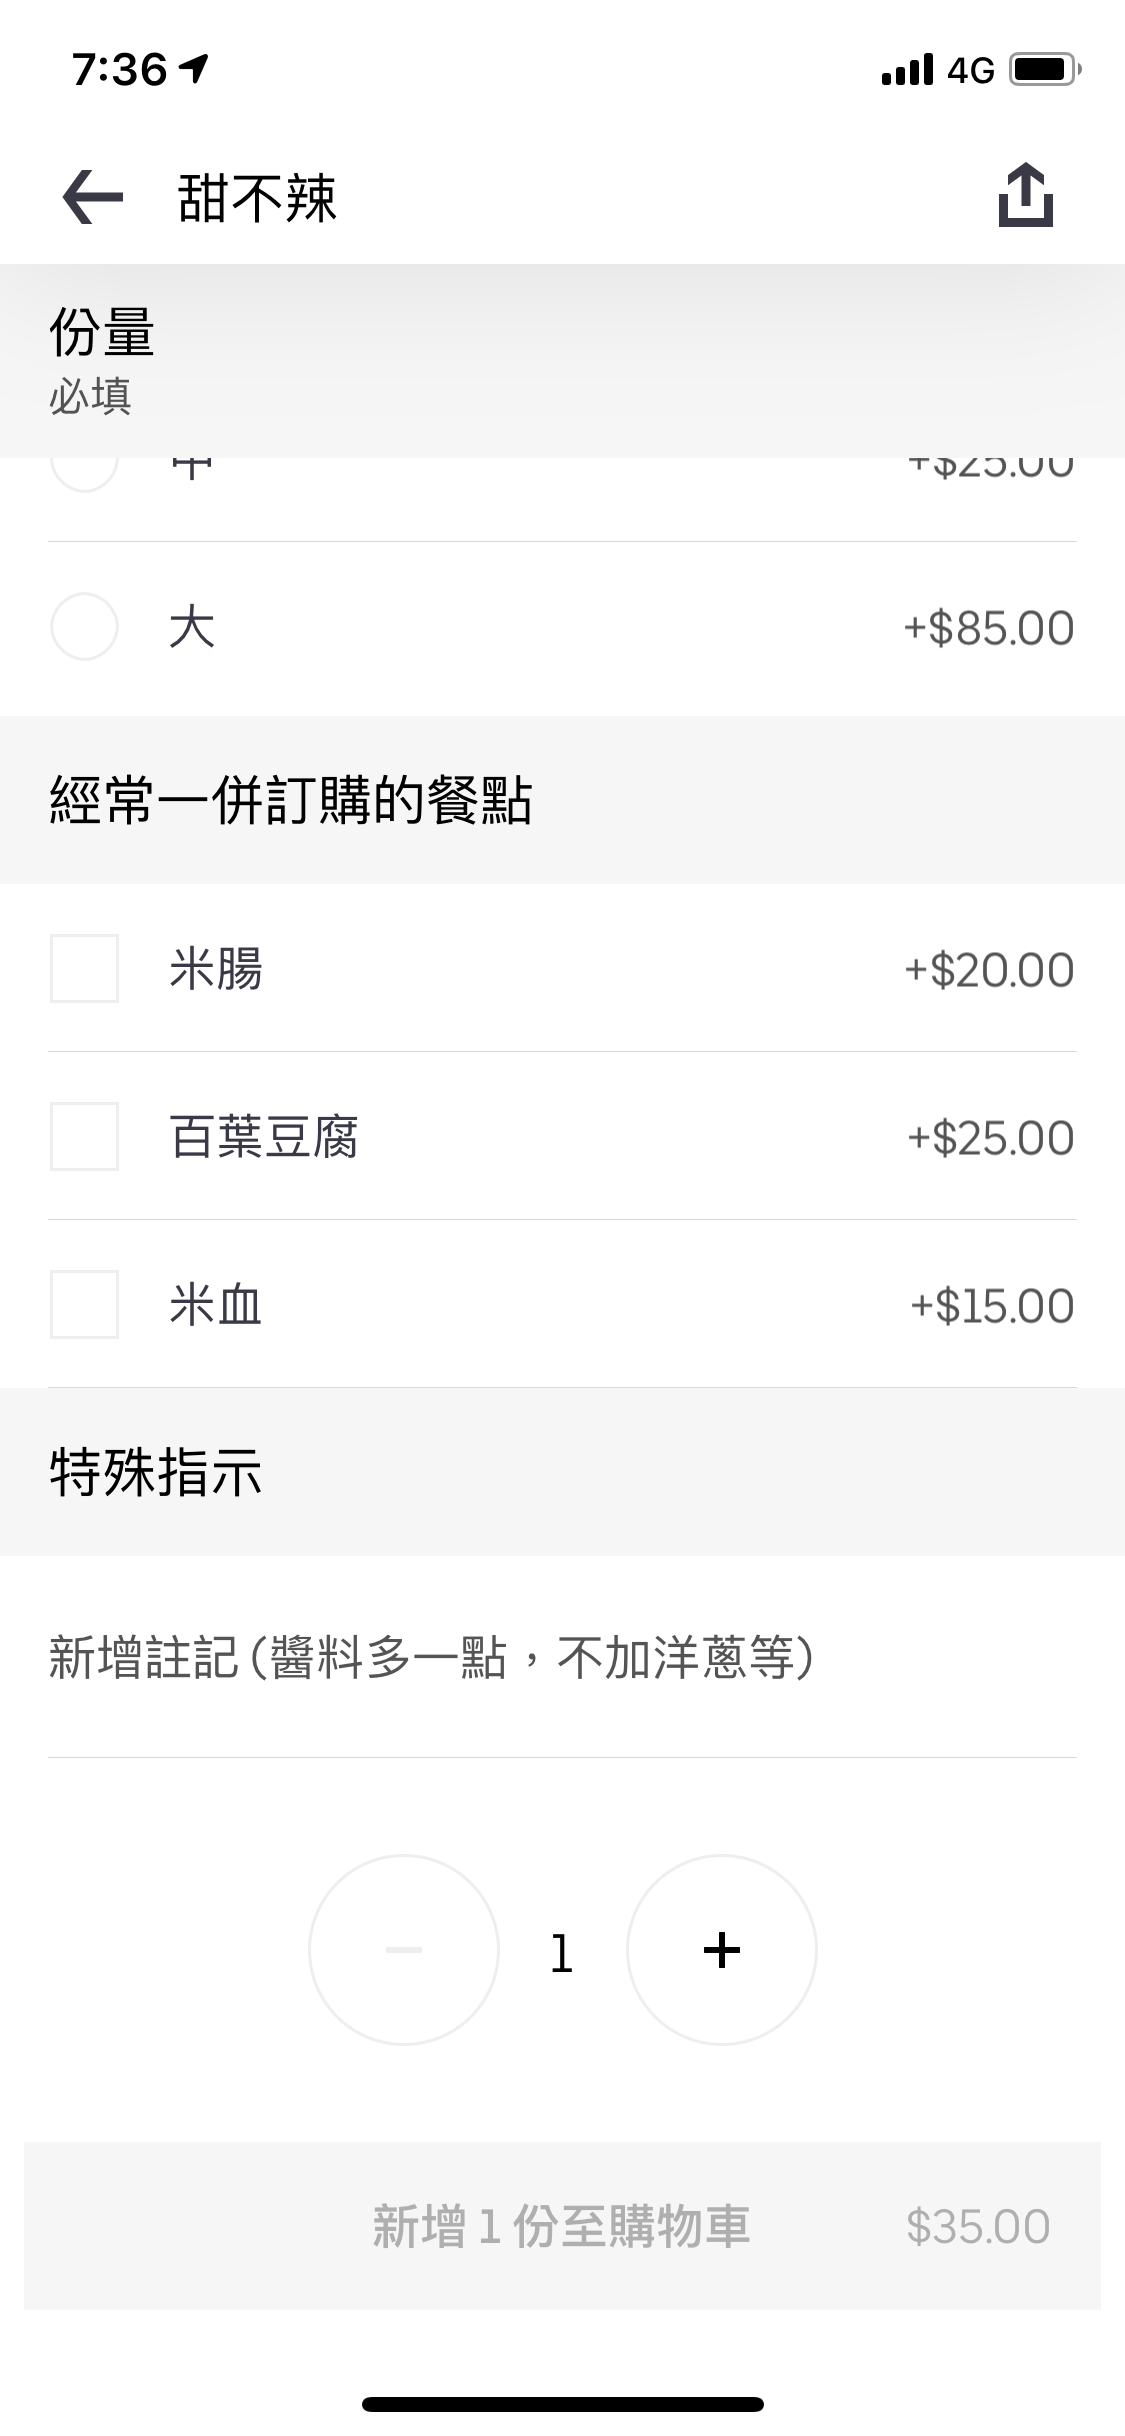 7:36
4G
甜不辣
份量
必填
中 +$25.00
大 +$85.00
經常一併訂購的餐點
米腸 +$20.00
百葉豆腐 +$25.00
米血 +$15.00
特殊指示
新增註記 (醬料多一點，不加洋蔥等)
1
新增 1 份至購物車 $35.00